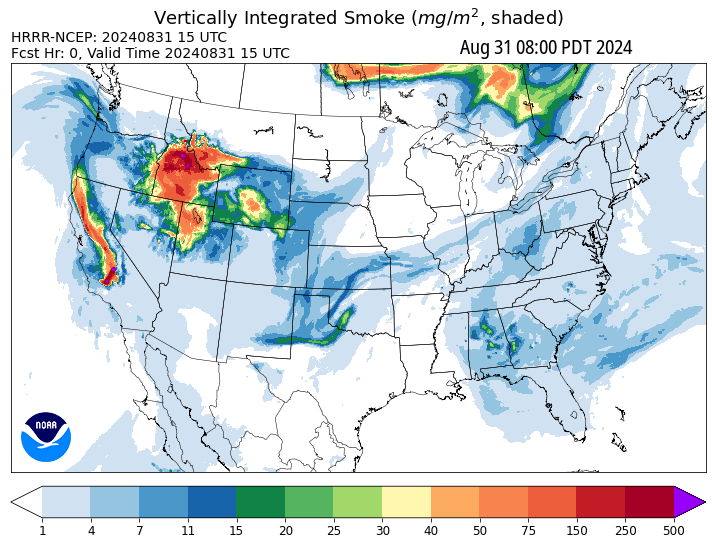 Vertically Integrated Smoke (mg/m², shaded)
HRRR-NCEP: 20240831 15 UTC
Fcst Hr: 0, Valid Time 20240831 15 UTC
Aug 31 08:00 PDT 2024
NOAA
1 4 7 11 15 20 25 30 40 50 75 150 250 500